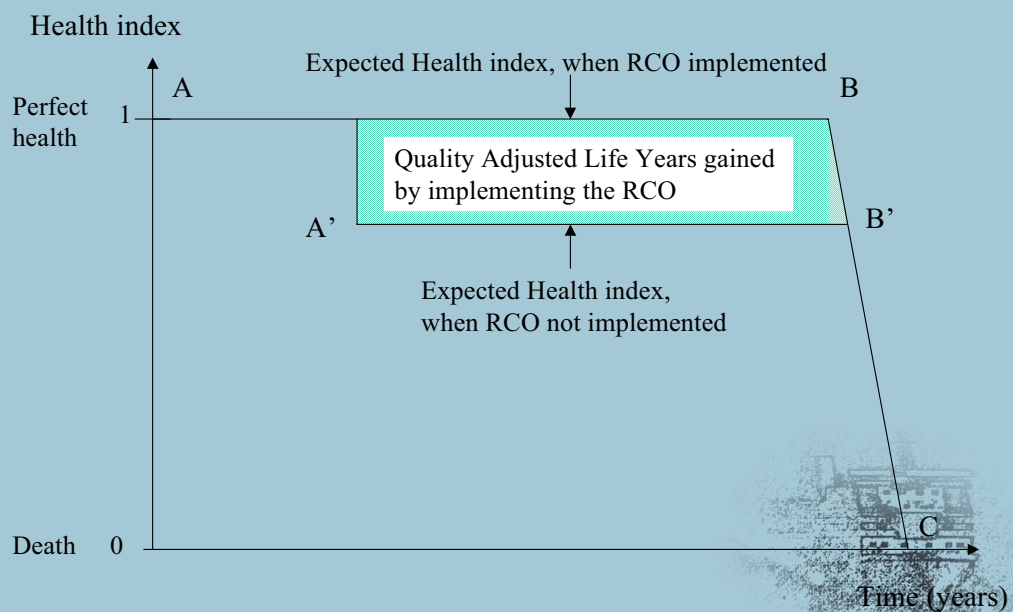 Health index
Expected Health index, when RCO implemented
A
B
Perfect
health
1
Quality Adjusted Life Years gained
by implementing the RCO
A’
B’
Expected Health index,
when RCO not implemented
C
Death 0
Time (years)